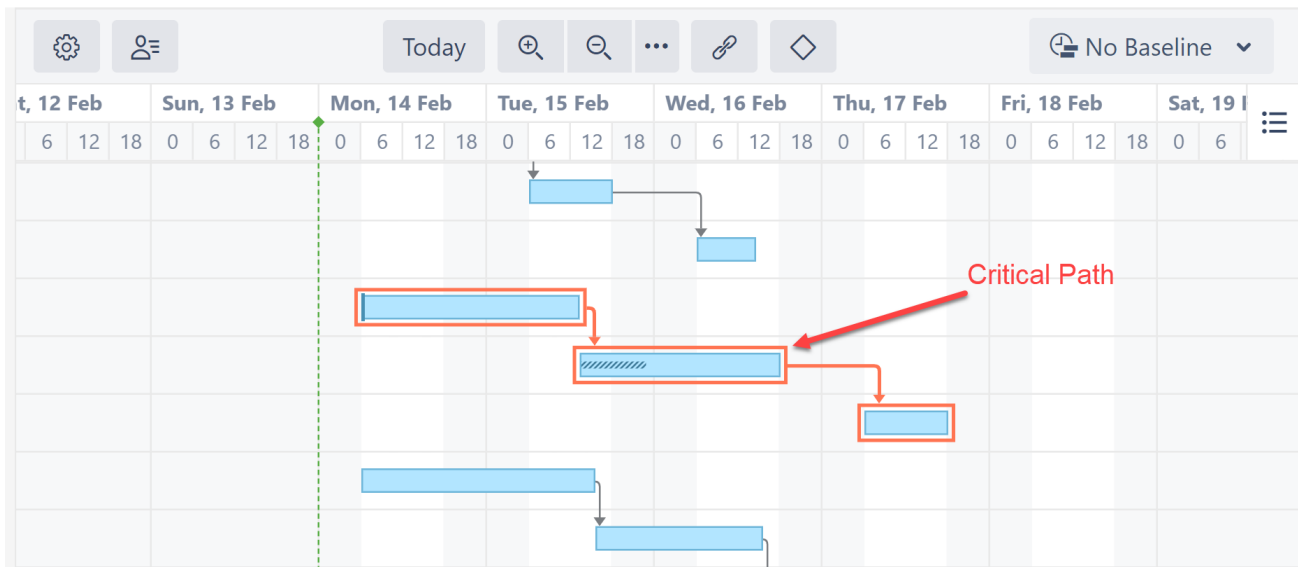 Today ••• No Baseline
t, 12 Feb Sun, 13 Feb Mon, 14 Feb Tue, 15 Feb Wed, 16 Feb Thu, 17 Feb Fri, 18 Feb Sat, 19
6 12 18 0 6 12 18 0 6 12 18 0 6 12 18 0 6 12 18 0 6 12 18 0 6 12 18 0 6
Critical Path